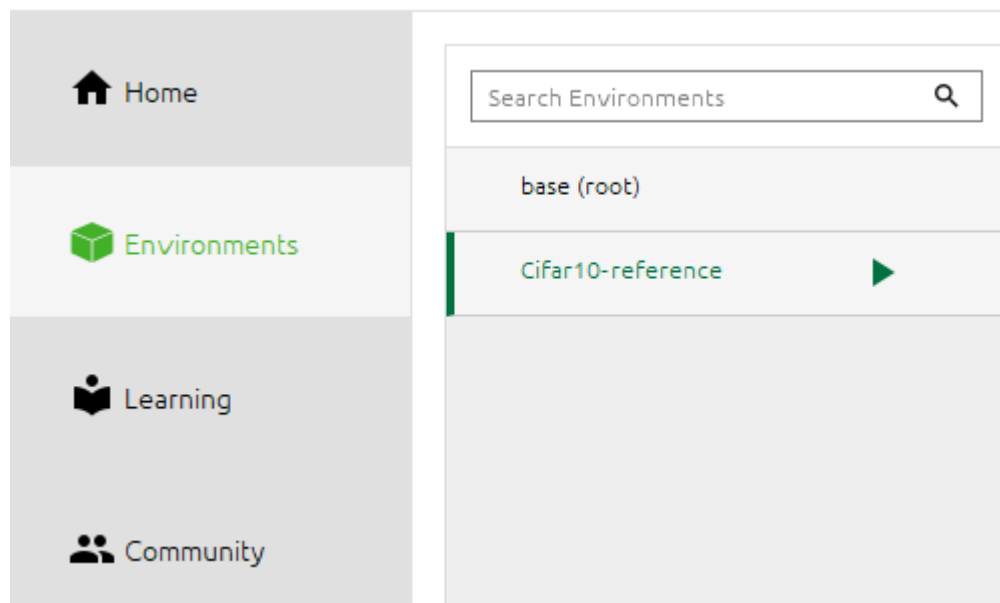 Home
Environments
Learning
Community
Search Environments
base (root)
Cifar10-reference